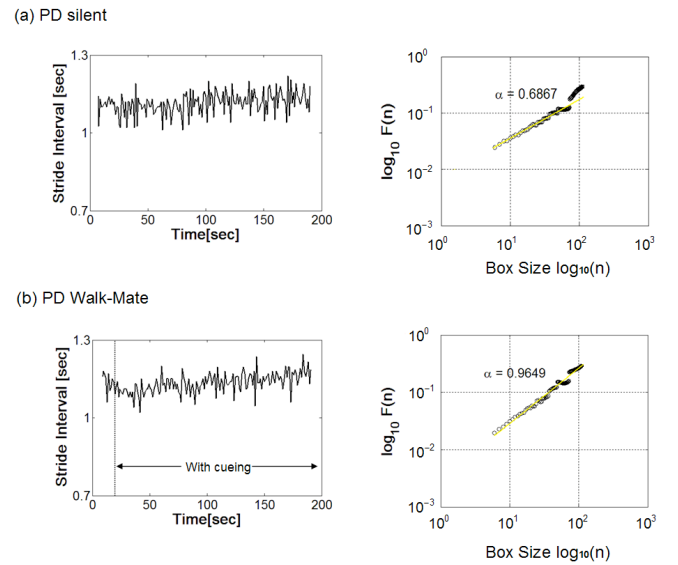 (a) PD silent
1.3
1
0.7
Stride Interval [sec]
0
50
100
150
200
Time[sec]
10⁰
10⁻¹
10⁻²
10⁻³
log₁₀ F(n)
α = 0.6867
10⁰
10¹
10²
10³
Box Size log₁₀(n)
(b) PD Walk-Mate
1.3
1
0.7
Stride Interval [sec]
With cueing
0
50
100
150
200
Time[sec]
10⁰
10⁻¹
10⁻²
10⁻³
log₁₀ F(n)
α = 0.9649
10⁰
10¹
10²
10³
Box Size log₁₀(n)